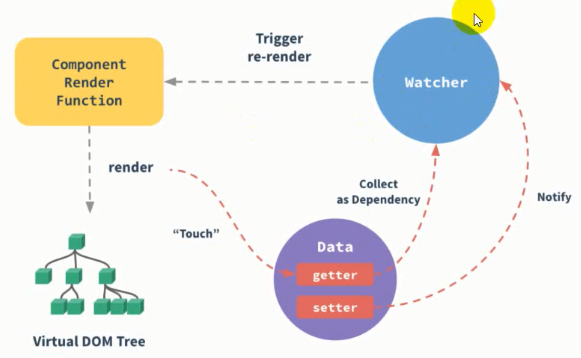 Trigger
re-render
Component
Render
Function
Watcher
render
Collect
as Dependency
Notify
“Touch”
Data
getter
setter
Virtual DOM Tree